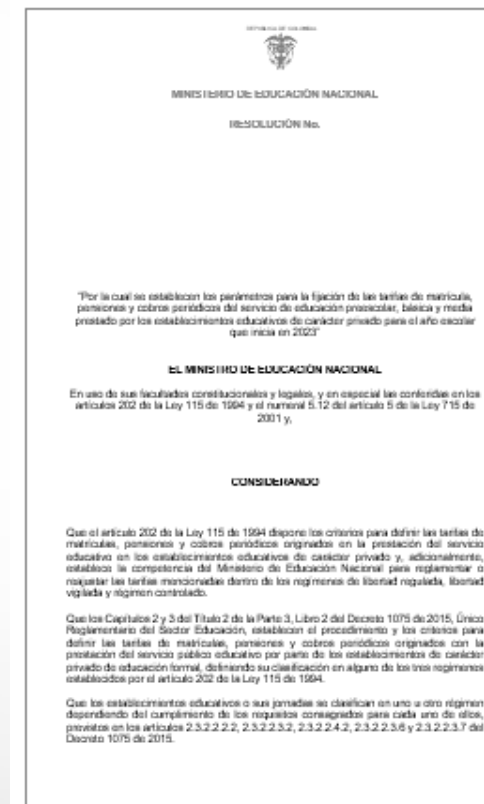 REPÚBLICA DE COLOMBIA
MINISTERIO DE EDUCACIÓN NACIONAL
RESOLUCIÓN No.
"Por la cual se establecen los parámetros para la fijación de las tarifas de matrícula,
pensiones y cobros periódicos del servicio de educación preescolar, básica y media
prestado por los establecimientos educativos de carácter privado para el año escolar
que inicia en 2023"
EL MINISTRO DE EDUCACIÓN NACIONAL
En uso de sus facultades constitucionales y legales, y en especial las conferidas en los
artículos 202 de la Ley 115 de 1994 y el numeral 5.12 del artículo 5 de la Ley 715 de
2001 y,
CONSIDERANDO
Que el artículo 202 de la Ley 115 de 1994 dispone los criterios para definir las tarifas de
matrículas, pensiones y cobros periódicos originados en la prestación del servicio
educativo en los establecimientos educativos de carácter privado y, adicionalmente,
establece la competencia del Ministerio de Educación Nacional para reglamentar o
reajustar las tarifas mencionadas dentro de los regímenes de libertad regulada, libertad
vigilada y régimen controlado.
Que los Capítulos 2 y 3 del Título 2 de la Parte 3, Libro 2 del Decreto 1075 de 2015, Único
Reglamentario del Sector Educación, establecen el procedimiento y los criterios para
definir las tarifas de matrículas, pensiones y cobros periódicos originados con la
prestación del servicio público educativo por parte de los establecimientos de carácter
privado de educación formal, definiendo su clasificación en alguno de los tres regímenes
establecidos por el artículo 202 de la Ley 115 de 1994.
Que los establecimientos educativos o sus jornadas se clasifican en uno u otro régimen
dependiendo del cumplimiento de los requisitos consagrados para cada uno de ellos,
previstos en los artículos 2.3.2.2.2.2, 2.3.2.2.3.2, 2.3.2.2.4.2, 2.3.2.2.3.6 y 2.3.2.2.3.7 del
Decreto 1075 de 2015.